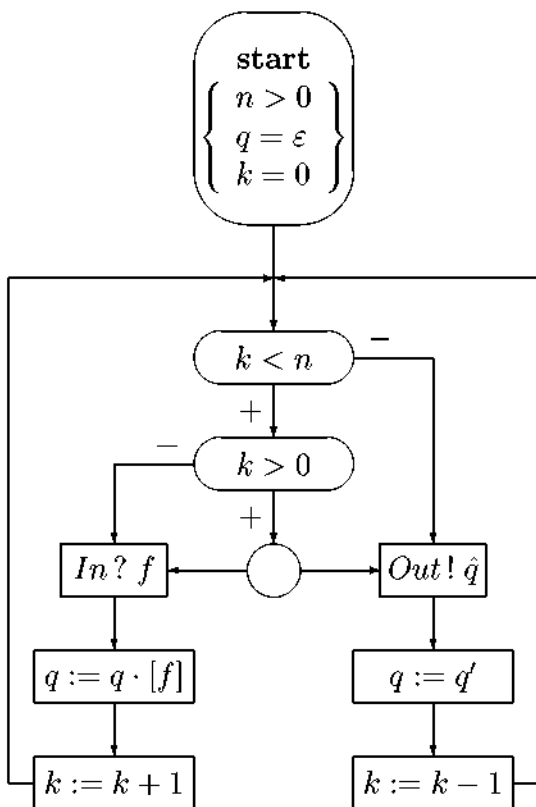 start
n > 0
q = ε
k = 0
−
k < n
+
−
k > 0
+
In ? f
Out ! q̂
q := q · [f]
q := q′
k := k + 1
k := k − 1